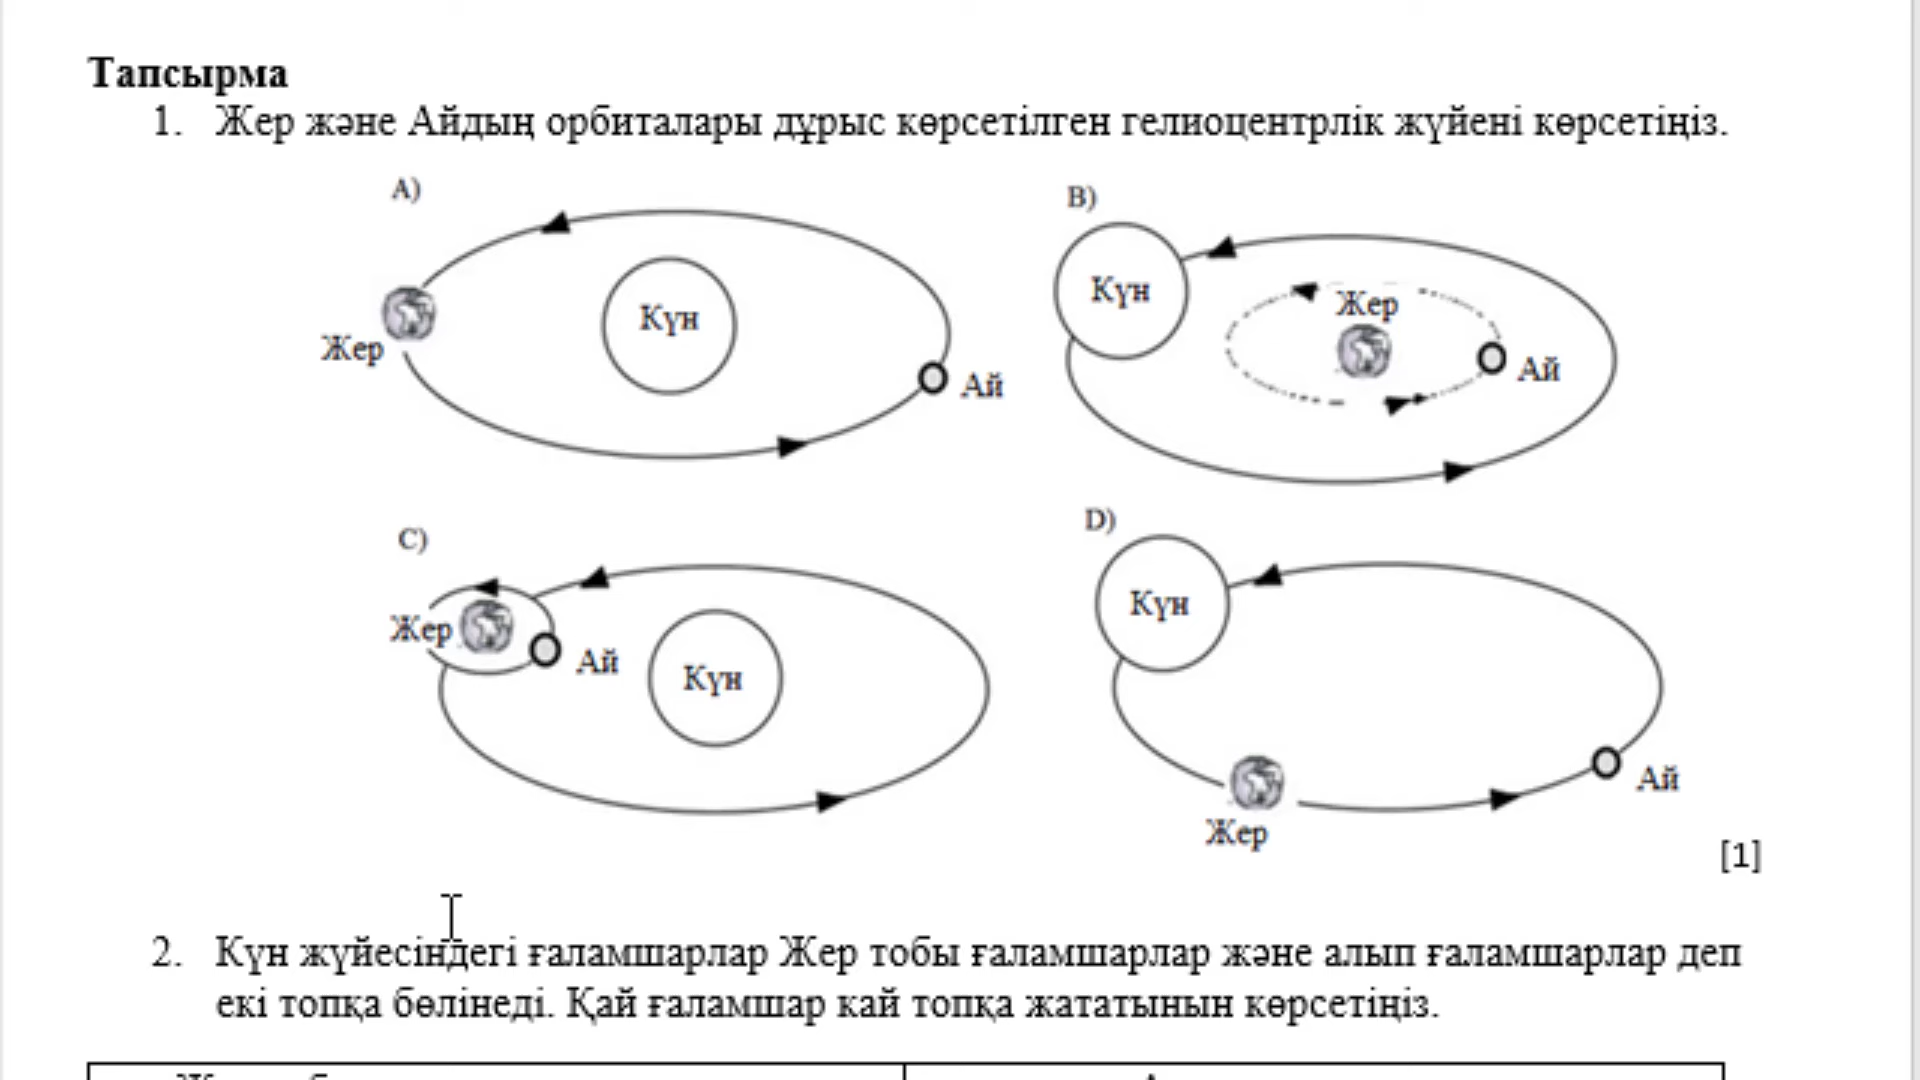 Тапсырма
1. Жер және Айдың орбиталары дұрыс көрсетілген гелиоцентрлік жүйені көрсетіңіз.
A)
B)
Күн
Жер
Ай
Күн
Жер
Ай
C)
D)
Жер
Ай
Күн
Күн
Жер
Ай
[1]
2. Күн жүйесіндегі ғаламшарлар Жер тобы ғаламшарлар және алып ғаламшарлар деп
екі топқа бөлінеді. Қай ғаламшар кай топқа жататынын көрсетіңіз.